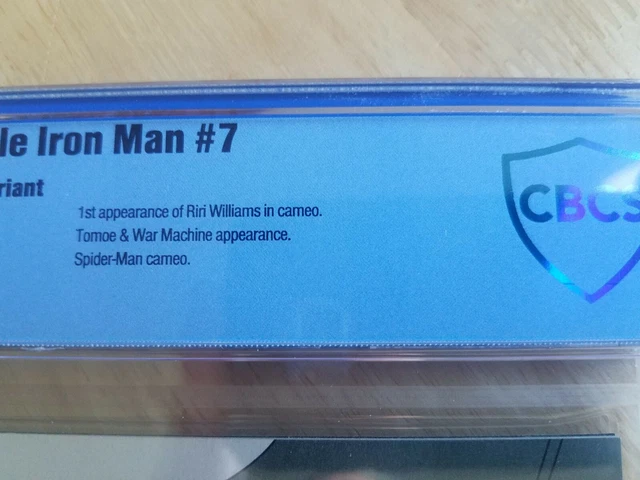 le Iron Man #7
riant
1st appearance of Riri Williams in cameo.
Tomoe & War Machine appearance.
Spider-Man cameo.
CBCS